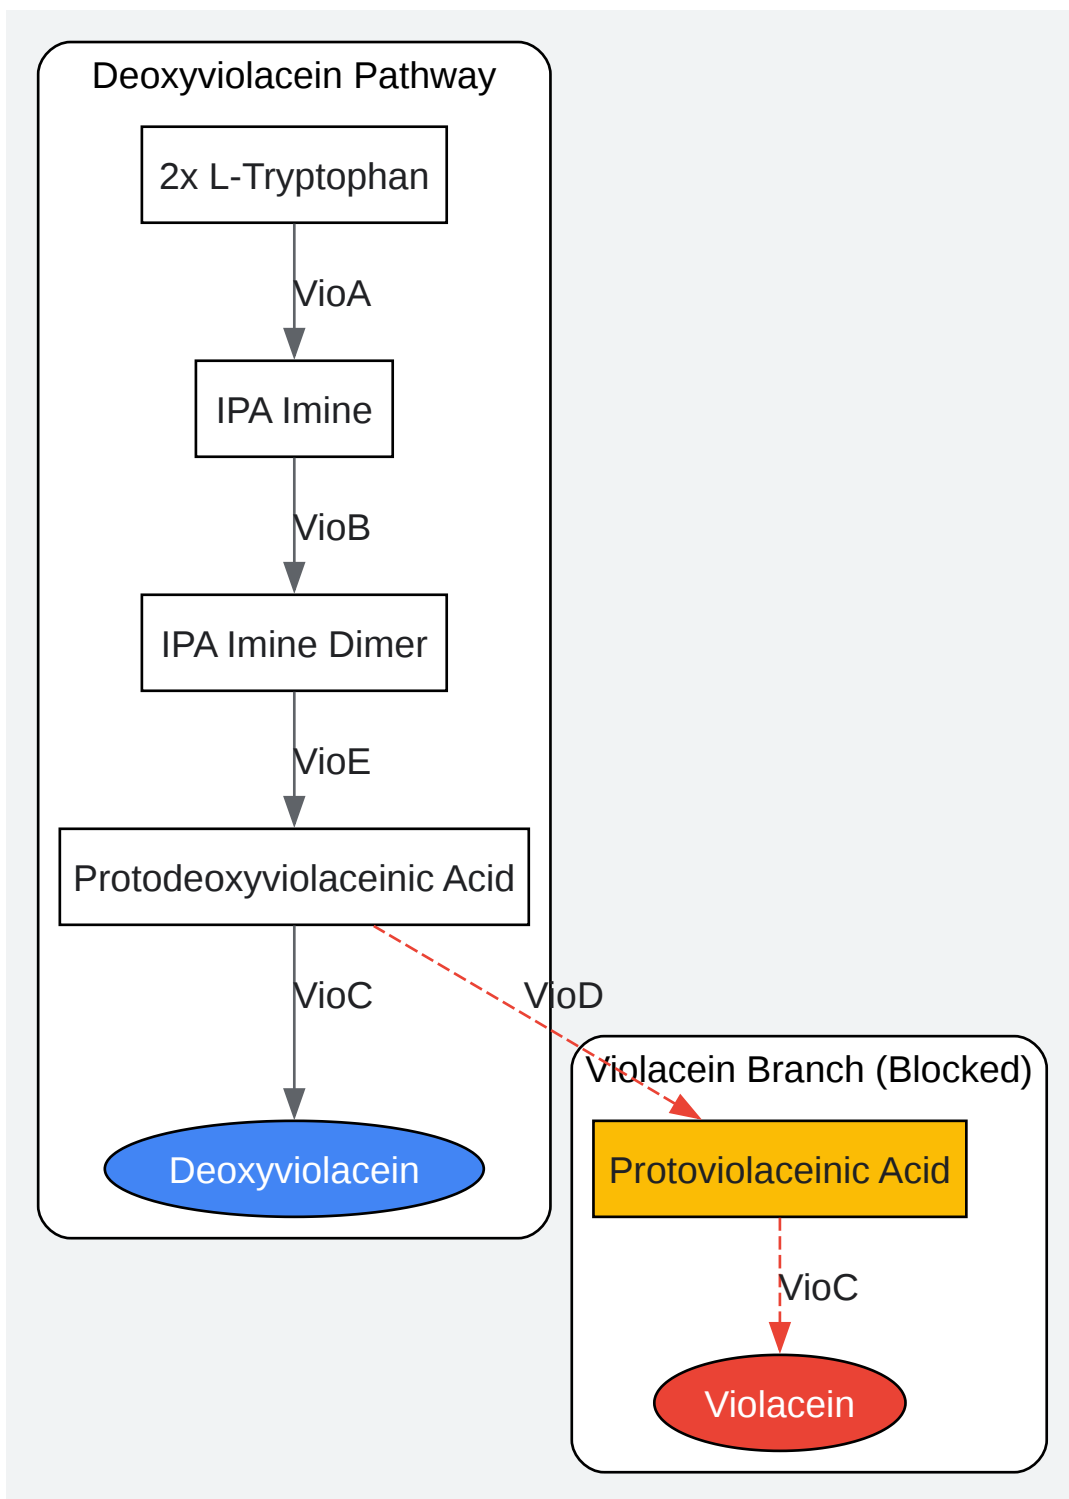 Deoxyviolacein Pathway
2x L-Tryptophan
VioA
IPA Imine
VioB
IPA Imine Dimer
VioE
Protodeoxyviolaceinic Acid
VioC
VioD
Violacein Branch (Blocked)
Deoxyviolacein
Protoviolaceinic Acid
VioC
Violacein